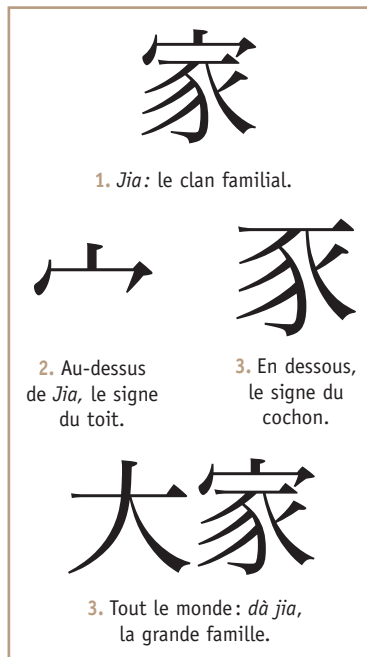 家
1. Jia : le clan familial.
宀
2. Au-dessus
de Jia, le signe
du toit.
豕
3. En dessous,
le signe du
cochon.
大家
3. Tout le monde : dà jia,
la grande famille.